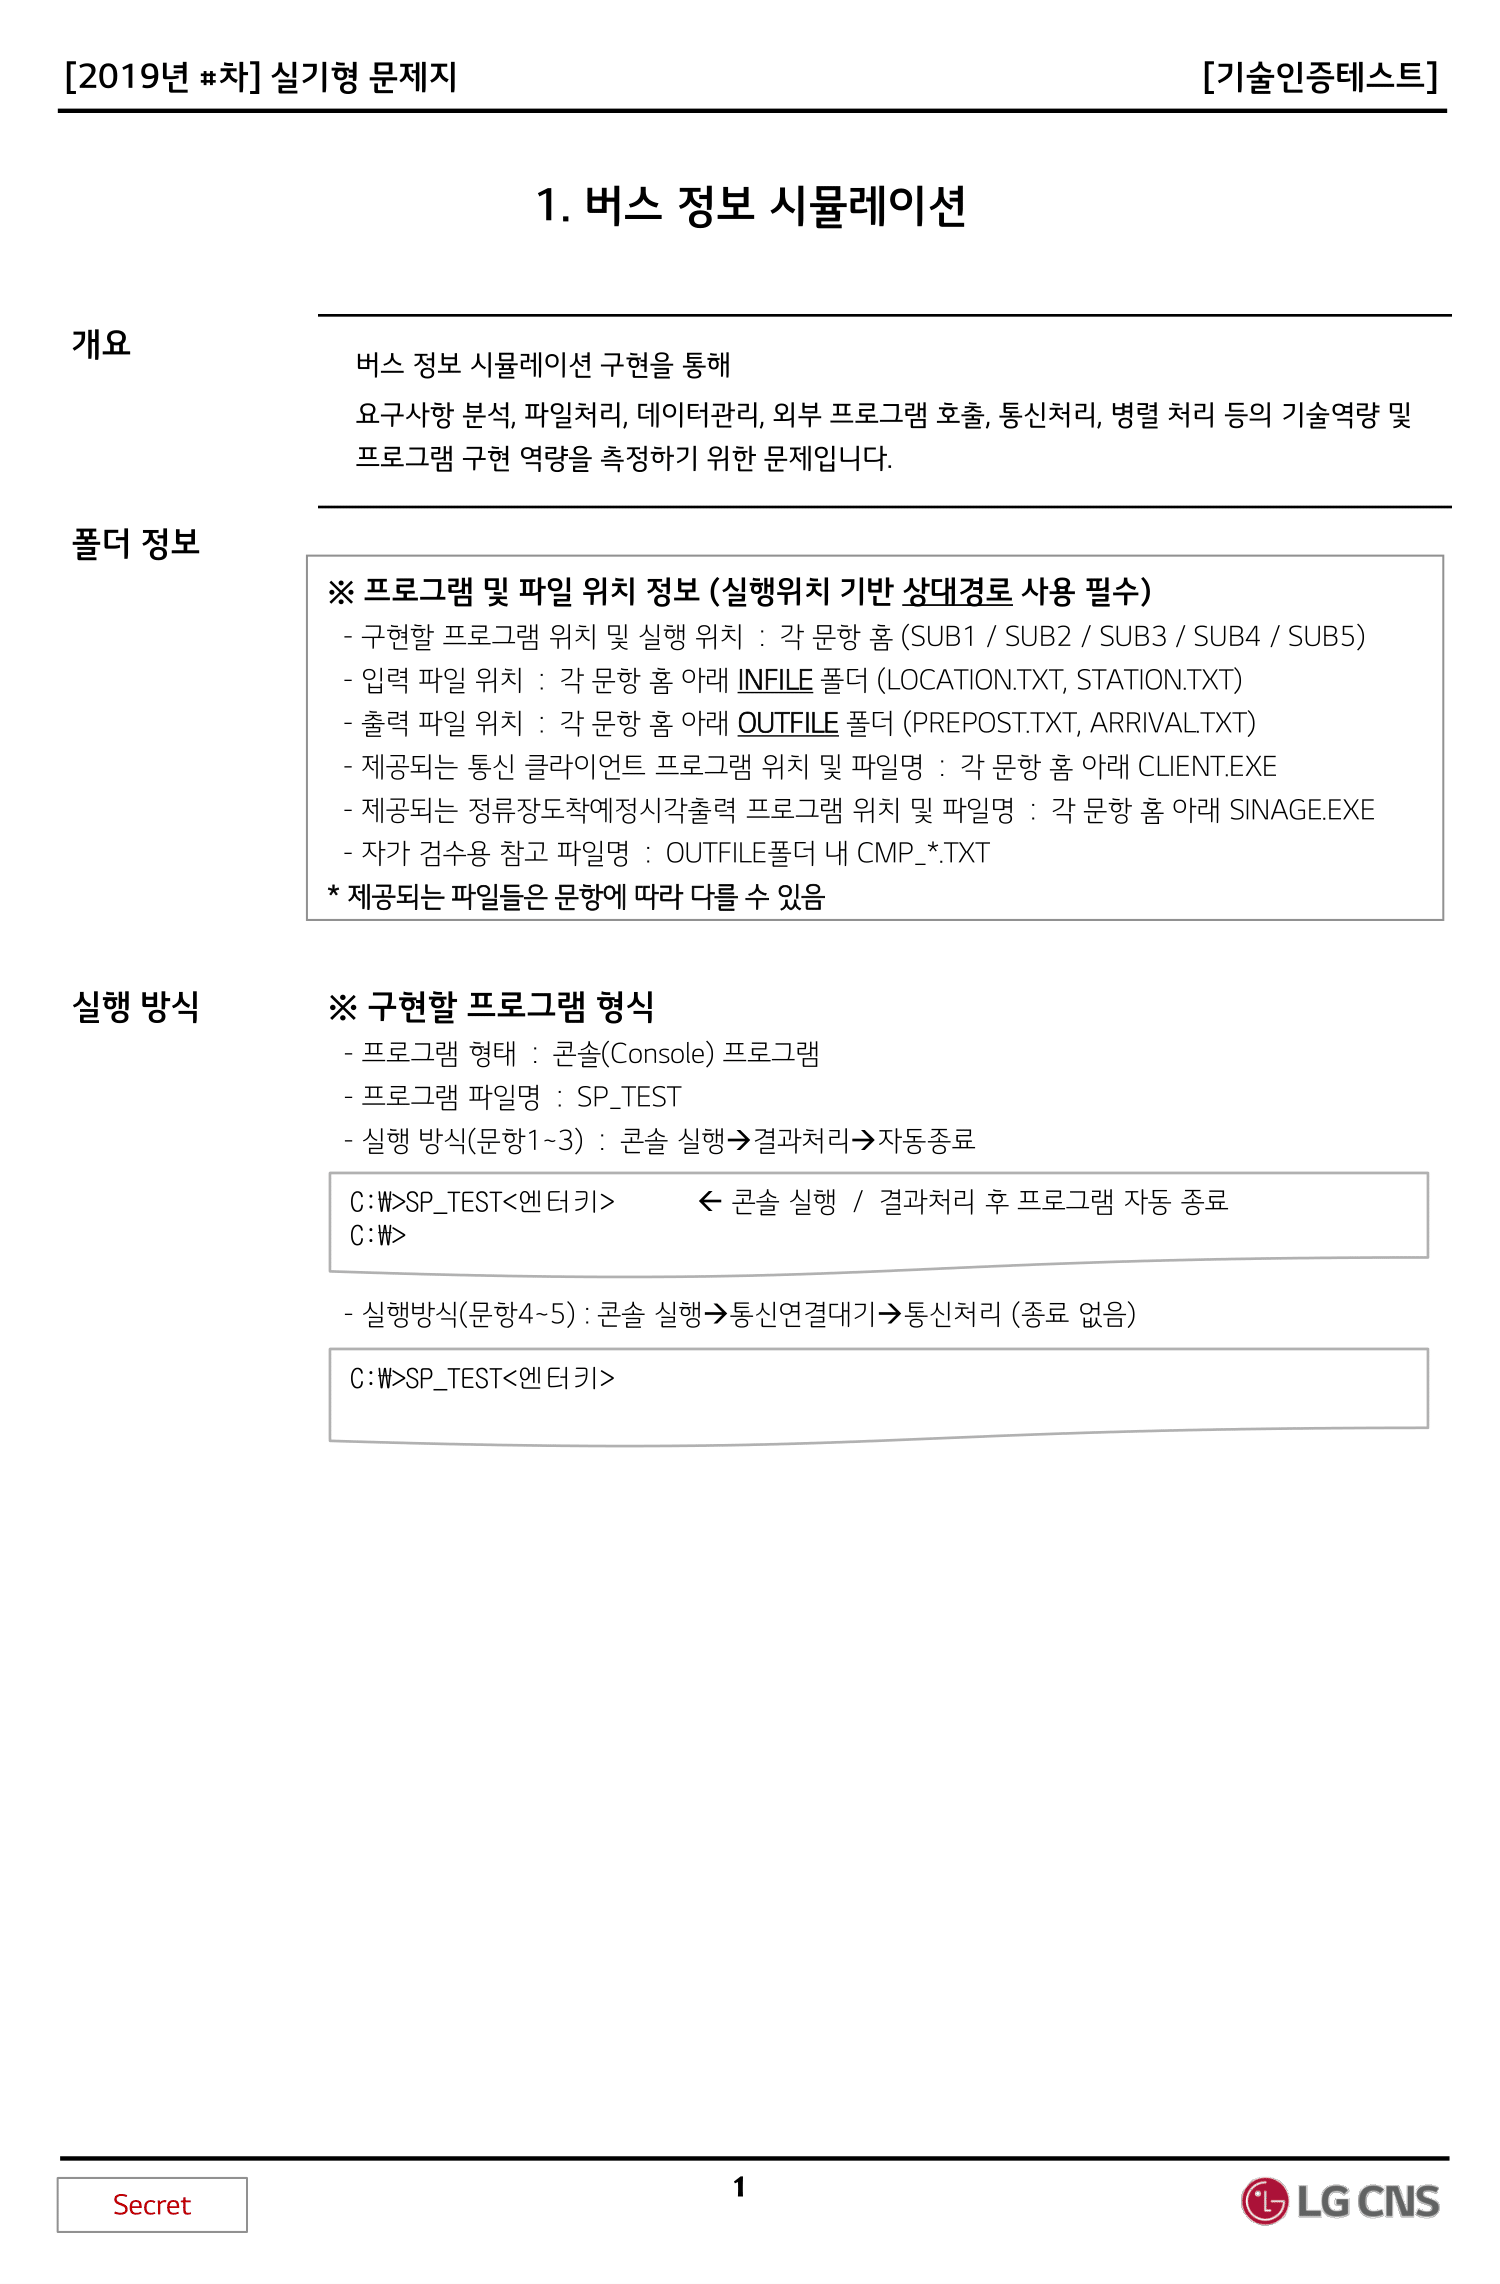 [2019년 #차] 실기형 문제지
[기술인증테스트]
1. 버스 정보 시뮬레이션
개요
버스 정보 시뮬레이션 구현을 통해
요구사항 분석, 파일처리, 데이터관리, 외부 프로그램 호출, 통신처리, 병렬 처리 등의 기술역량 및
프로그램 구현 역량을 측정하기 위한 문제입니다.
폴더 정보
※ 프로그램 및 파일 위치 정보 (실행위치 기반 상대경로 사용 필수)
- 구현할 프로그램 위치 및 실행 위치 : 각 문항 홈 (SUB1 / SUB2 / SUB3 / SUB4 / SUB5)
- 입력 파일 위치 : 각 문항 홈 아래 INFILE 폴더 (LOCATION.TXT, STATION.TXT)
- 출력 파일 위치 : 각 문항 홈 아래 OUTFILE 폴더 (PREPOST.TXT, ARRIVAL.TXT)
- 제공되는 통신 클라이언트 프로그램 위치 및 파일명 : 각 문항 홈 아래 CLIENT.EXE
- 제공되는 정류장도착예정시각출력 프로그램 위치 및 파일명 : 각 문항 홈 아래 SINAGE.EXE
- 자가 검수용 참고 파일명 : OUTFILE폴더 내 CMP_*.TXT
* 제공되는 파일들은 문항에 따라 다를 수 있음
실행 방식
※ 구현할 프로그램 형식
- 프로그램 형태 : 콘솔(Console) 프로그램
- 프로그램 파일명 : SP_TEST
- 실행 방식(문항1~3) : 콘솔 실행→결과처리→자동종료
C:₩>SP_TEST<엔터키> ← 콘솔 실행 / 결과처리 후 프로그램 자동 종료
C:₩>
- 실행방식(문항4~5) : 콘솔 실행→통신연결대기→통신처리 (종료 없음)
C:₩>SP_TEST<엔터키>
1
Secret
LG CNS